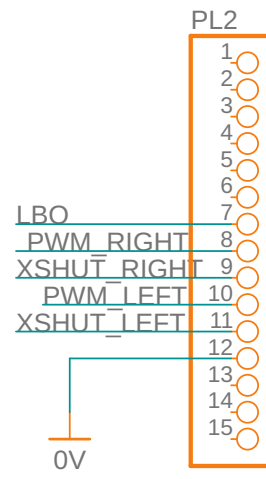 PL2
1
2
3
4
5
6
LBO 7
PWM_RIGHT 8
XSHUT_RIGHT 9
PWM_LEFT 10
XSHUT_LEFT 11
12
13
14
15
0V